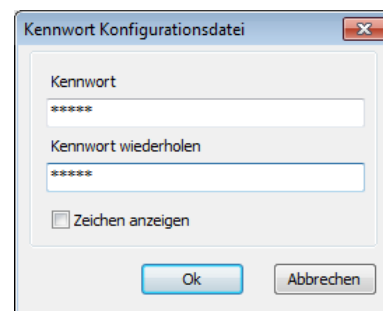 Kennwort Konfigurationsdatei
Kennwort
*****
Kennwort wiederholen
*****
Zeichen anzeigen
Ok Abbrechen